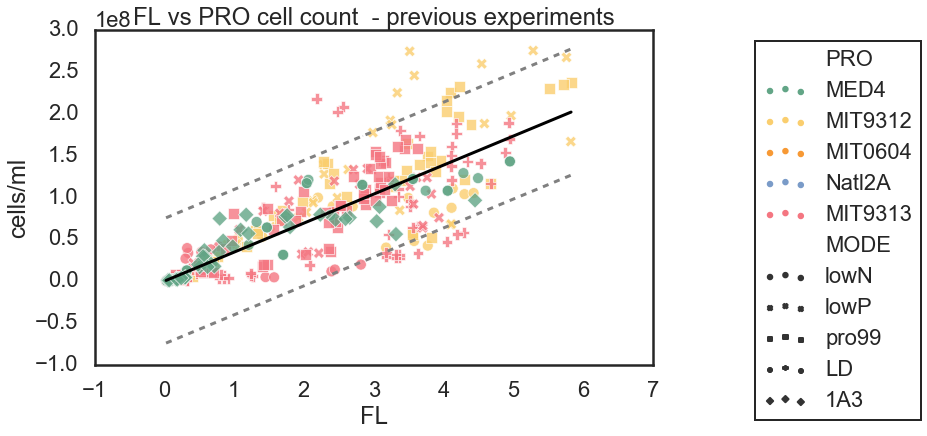 1e8 FL vs PRO cell count - previous experiments
3.0
2.5
2.0
1.5
1.0
0.5
0.0
−0.5
−1.0
cells/ml
−1 0 1 2 3 4 5 6 7
FL
PRO
MED4
MIT9312
MIT0604
Natl2A
MIT9313
MODE
lowN
lowP
pro99
LD
1A3